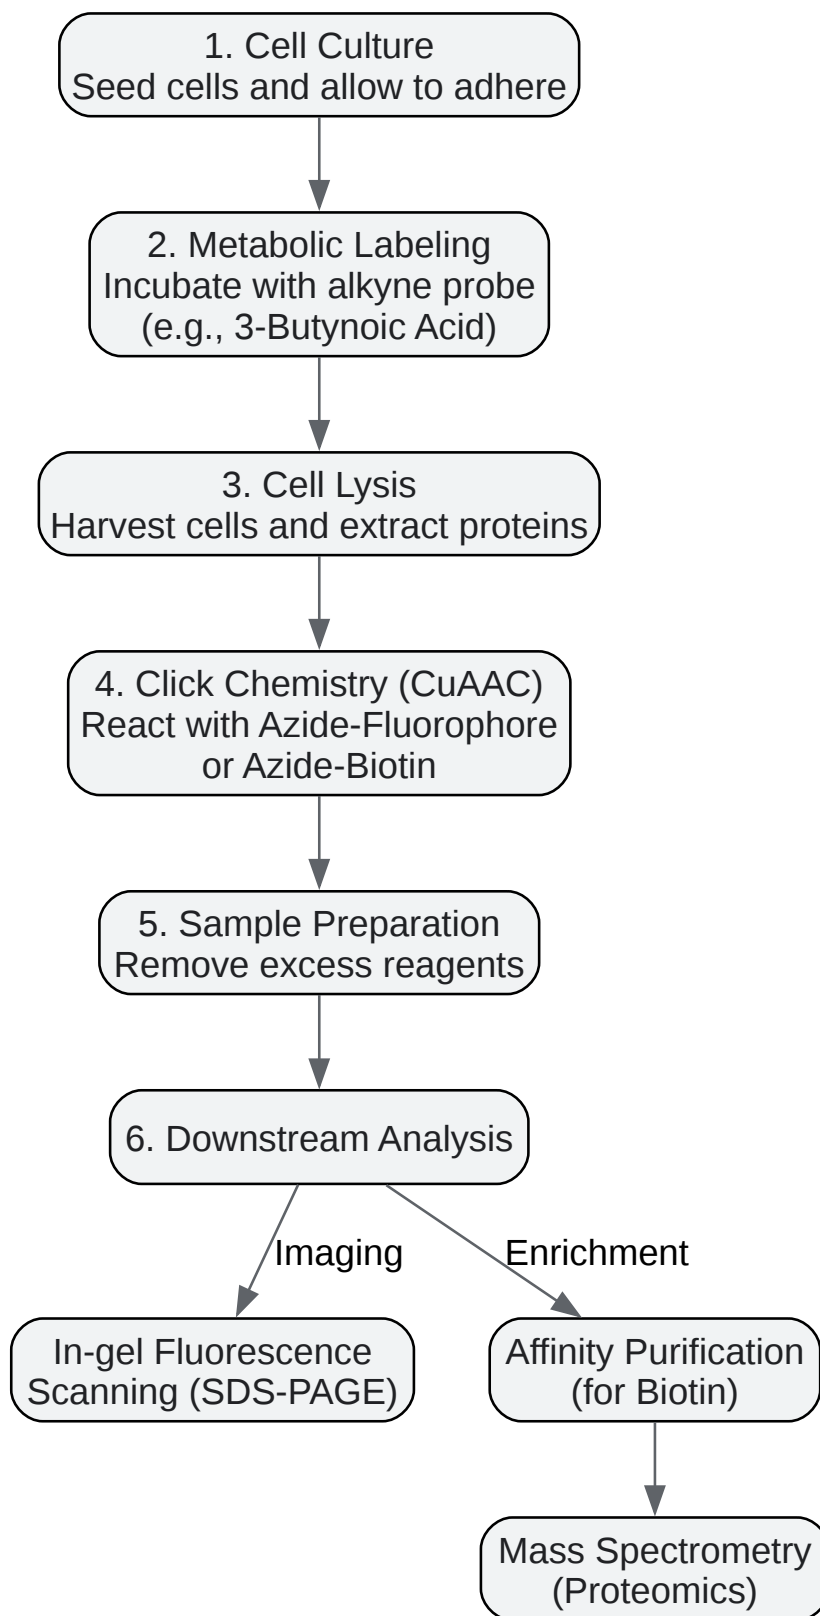 1. Cell Culture
Seed cells and allow to adhere
2. Metabolic Labeling
Incubate with alkyne probe
(e.g., 3-Butynoic Acid)
3. Cell Lysis
Harvest cells and extract proteins
4. Click Chemistry (CuAAC)
React with Azide-Fluorophore
or Azide-Biotin
5. Sample Preparation
Remove excess reagents
6. Downstream Analysis
Imaging
Enrichment
In-gel Fluorescence
Scanning (SDS-PAGE)
Affinity Purification
(for Biotin)
Mass Spectrometry
(Proteomics)